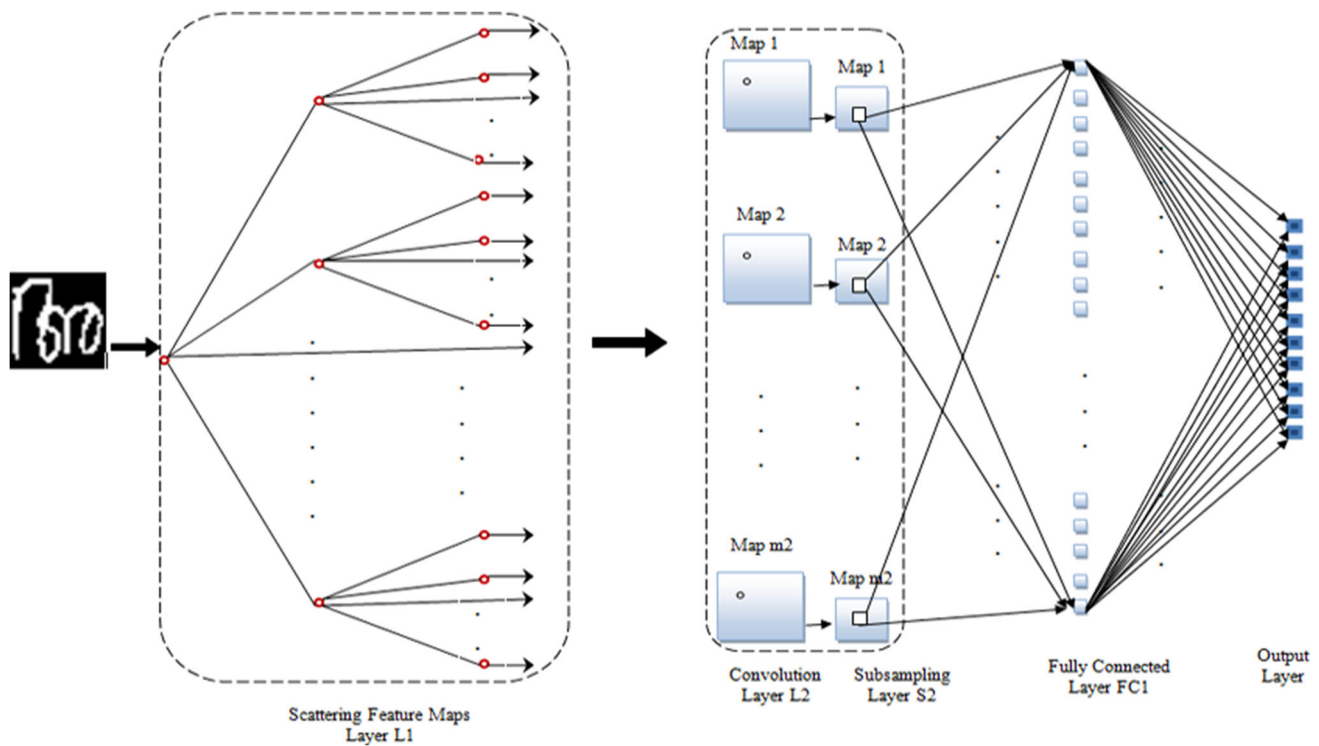 Map 1
Map 1
Map 2
Map 2
Map m2
Map m2
Convolution
Layer L2
Subsampling
Layer S2
Fully Connected
Layer FC1
Output
Layer
Scattering Feature Maps
Layer L1